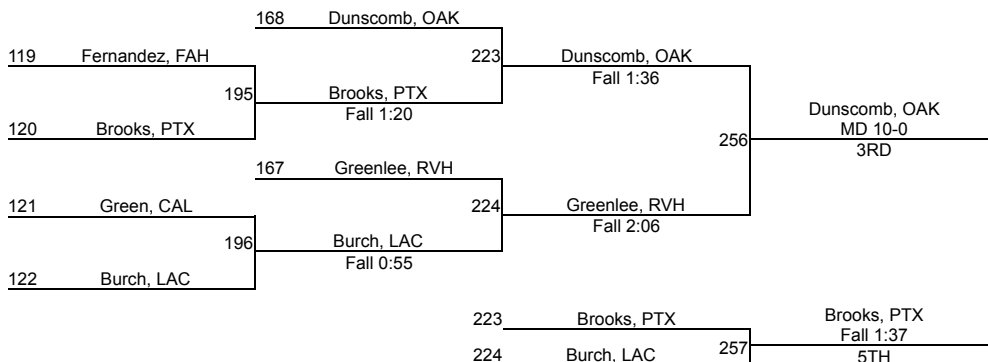 168 Dunscomb, OAK
119 Fernandez, FAH 223 Dunscomb, OAK
Fall 1:36
195 Brooks, PTX
Fall 1:20
Dunscomb, OAK
120 Brooks, PTX MD 10-0
256
3RD
167 Greenlee, RVH
121 Green, CAL 224 Greenlee, RVH
Fall 2:06
196 Burch, LAC
Fall 0:55
122 Burch, LAC
223 Brooks, PTX Brooks, PTX
Fall 1:37
257
224 Burch, LAC 5TH